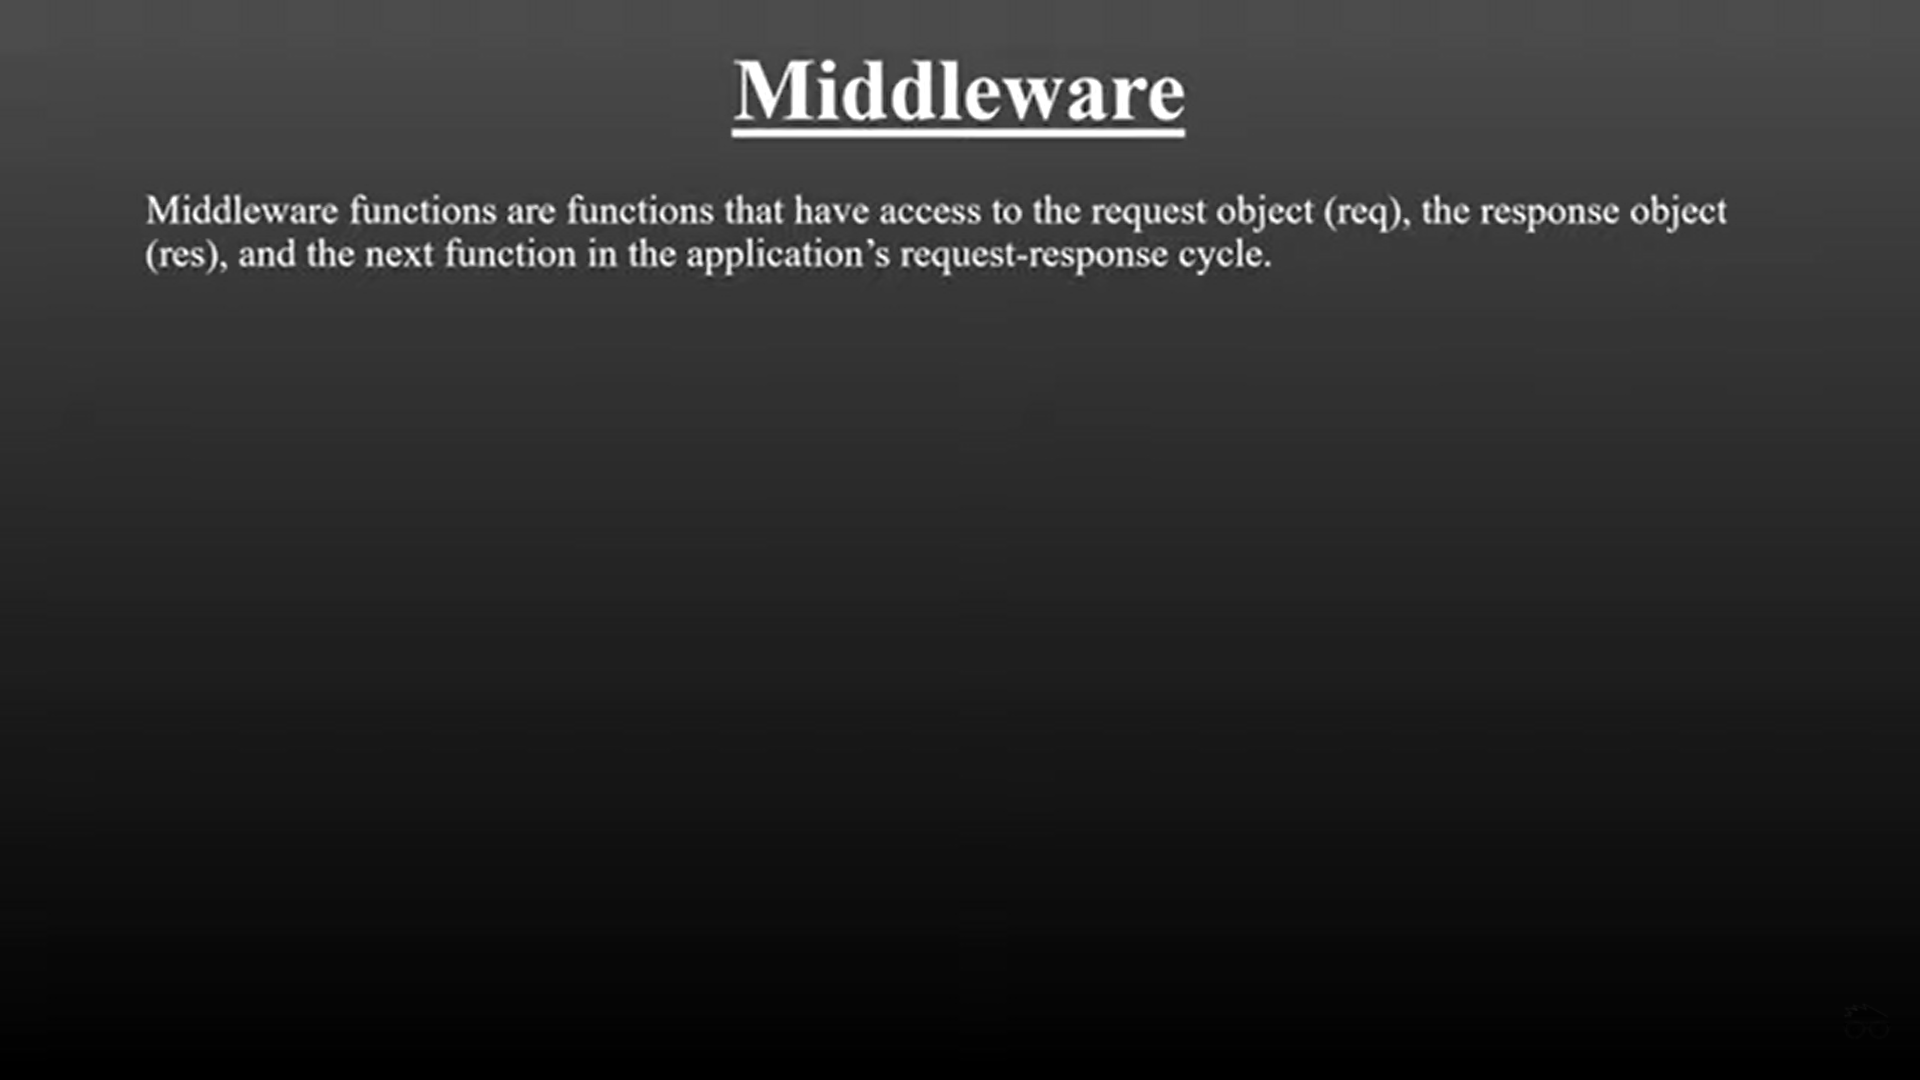 Middleware
Middleware functions are functions that have access to the request object (req), the response object
(res), and the next function in the application’s request-response cycle.